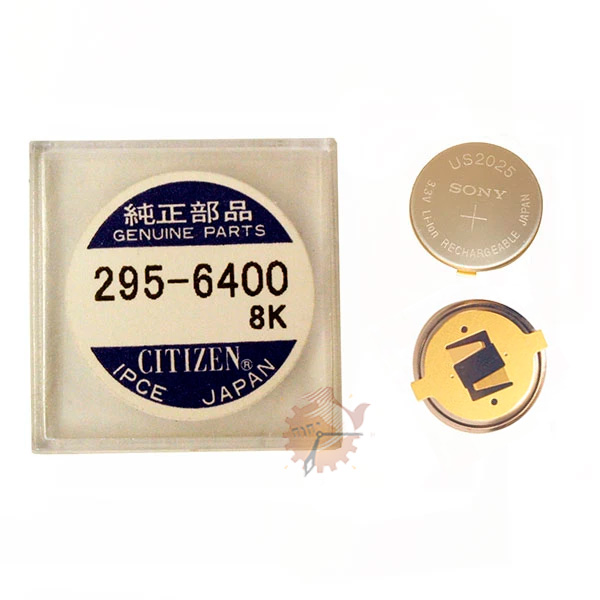 純正部品
GENUINE PARTS
295-6400
8K
CITIZEN®
1PCE JAPAN
US2025
SONY
+
3.3V Li-ion RECHARGEABLE JAPAN